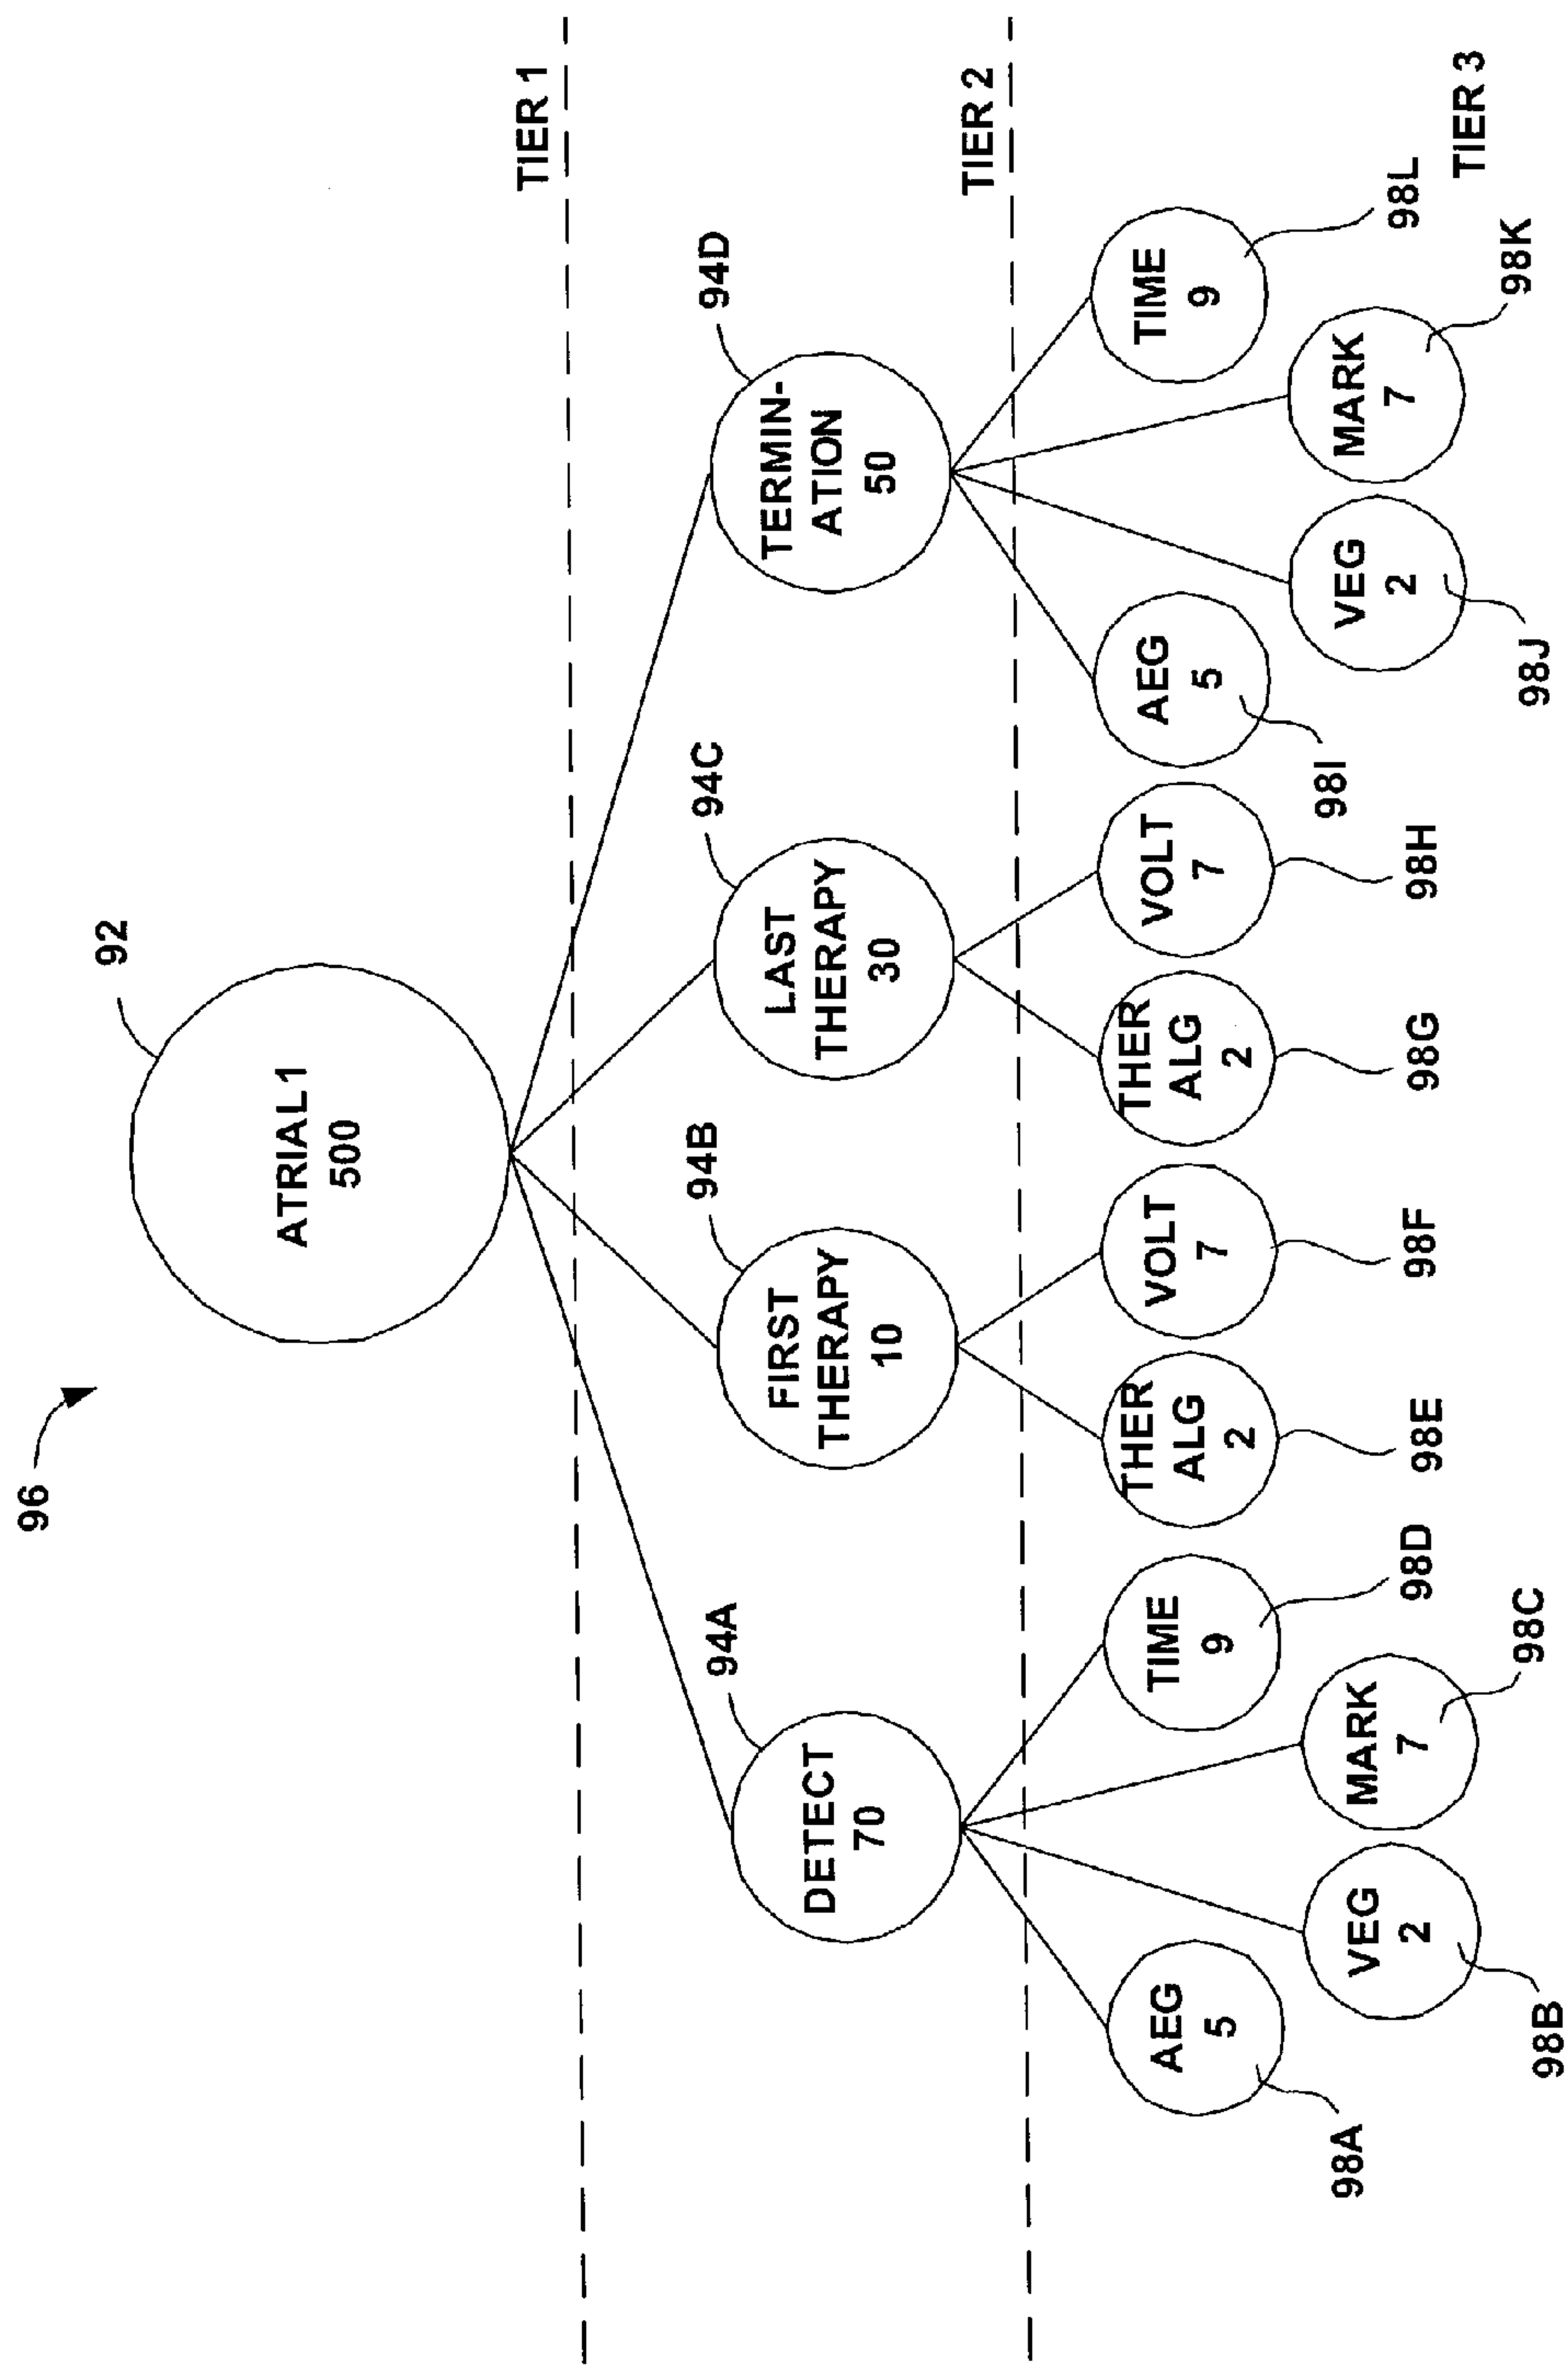 96
92
ATRIAL1
500
TIER 1
94A
94B
94C
94D
DETECT
70
FIRST
THERAPY
10
LAST
THERAPY
30
TERMIN-
ATION
50
TIER 2
AEG
5
VEG
2
MARK
7
TIME
9
THER
ALG
2
VOLT
7
THER
ALG
2
VOLT
7
AEG
5
VEG
2
MARK
7
TIME
9
98A
98B
98C
98D
98E
98F
98G
98H
98I
98J
98K
98L
TIER 3